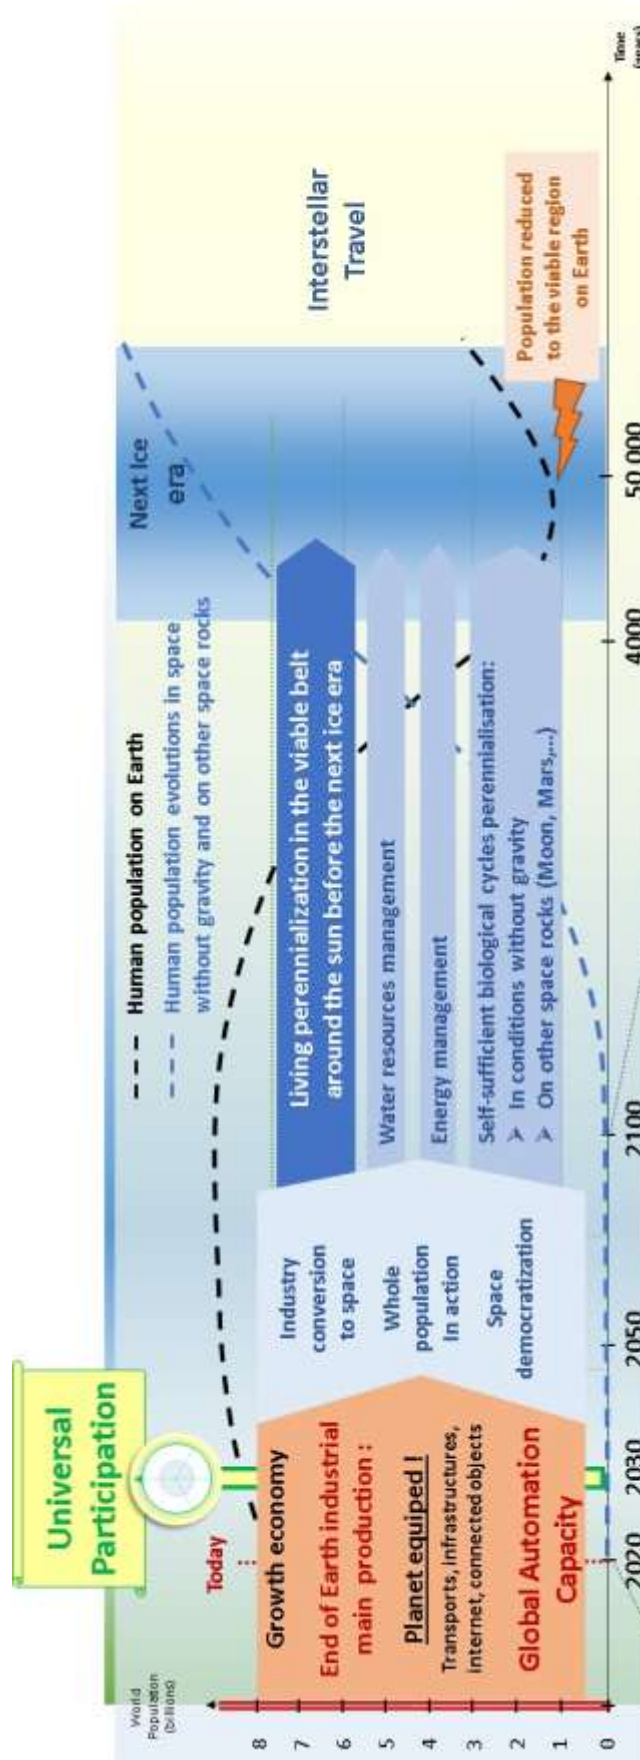 Universal
Participation
World
Population
(billions)
Today
8
7
6
5
4
3
2
1
0
Growth economy
End of Earth industrial
main production :
Planet equiped !
Transports, infrastructures,
internet, connected objects
Global Automation
Capacity
Industry
conversion
to space
Whole
population
In action
Space
democratization
Human population on Earth
Human population evolutions in space
without gravity and on other space rocks
Living perennialization in the viable belt
around the sun before the next ice era
Water resources management
Energy management
Self-sufficient biological cycles perennialisation:
➢ In conditions without gravity
➢ On other space rocks (Moon, Mars,...)
Next Ice
era
Interstellar
Travel
Population reduced
to the viable region
on Earth
2020
2030
2050
2100
4000
50 000
Time
(years)